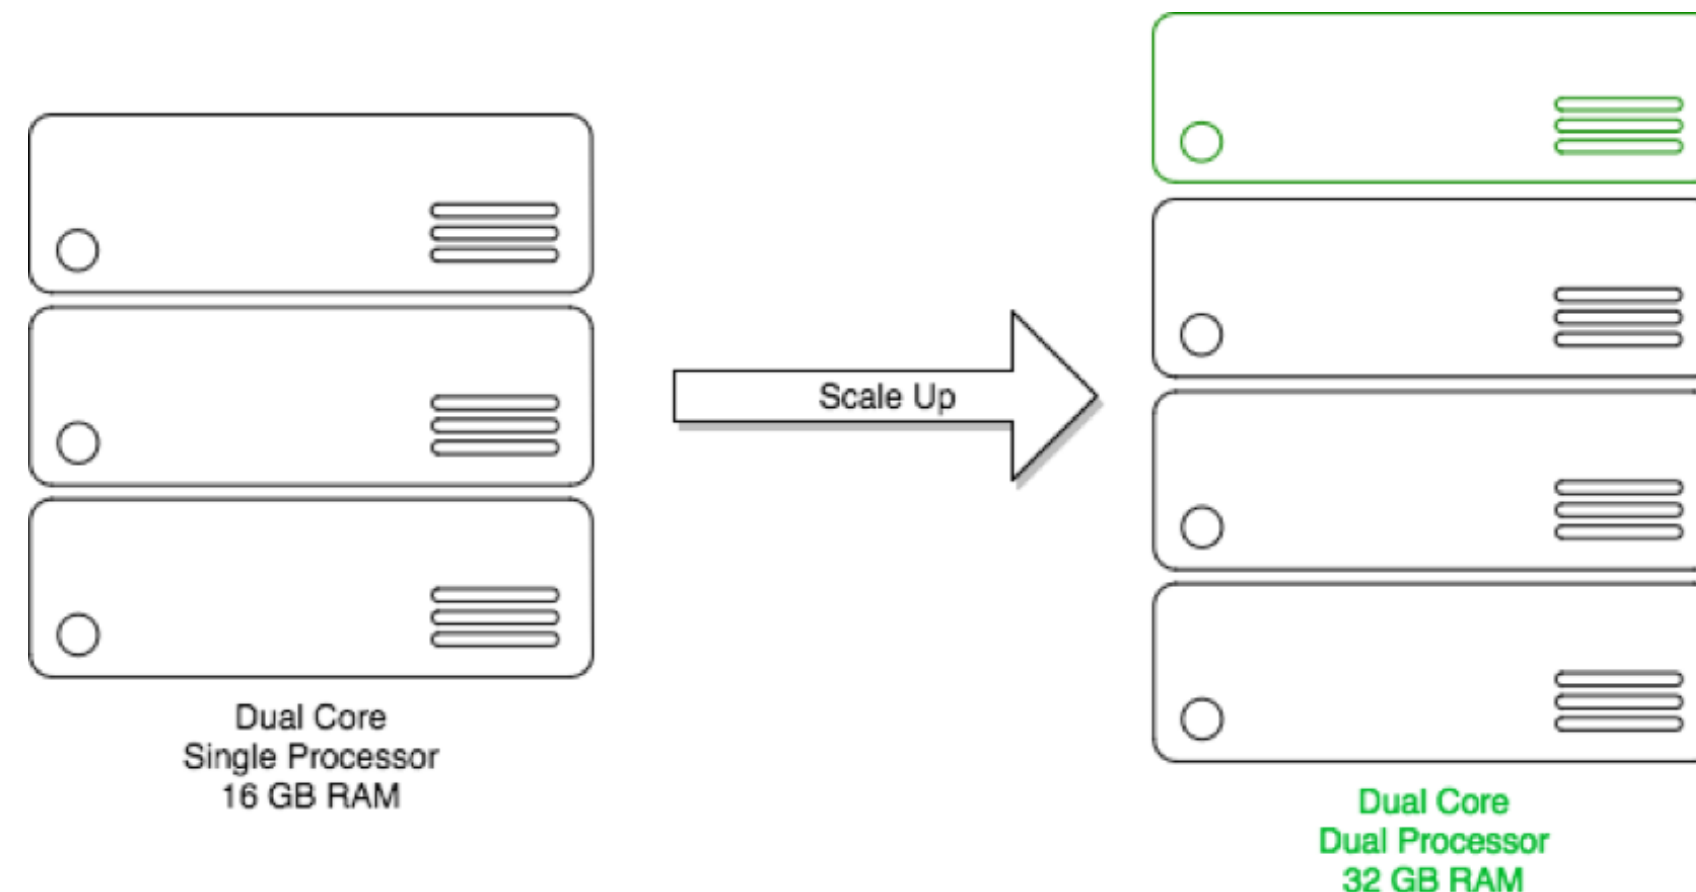 Scale Up
Dual Core
Single Processor
16 GB RAM
Dual Core
Dual Processor
32 GB RAM